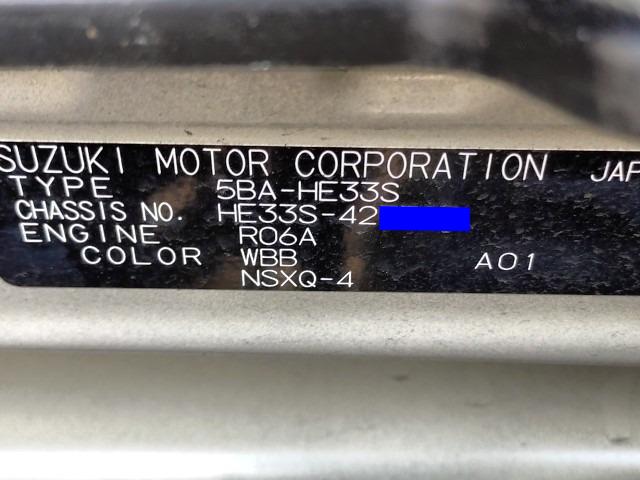 SUZUKI MOTOR CORPORATION JAP
TYPE 5BA-HE33S
CHASSIS NO. HE33S-42
ENGINE R06A
COLOR WBB A01
NSXQ-4